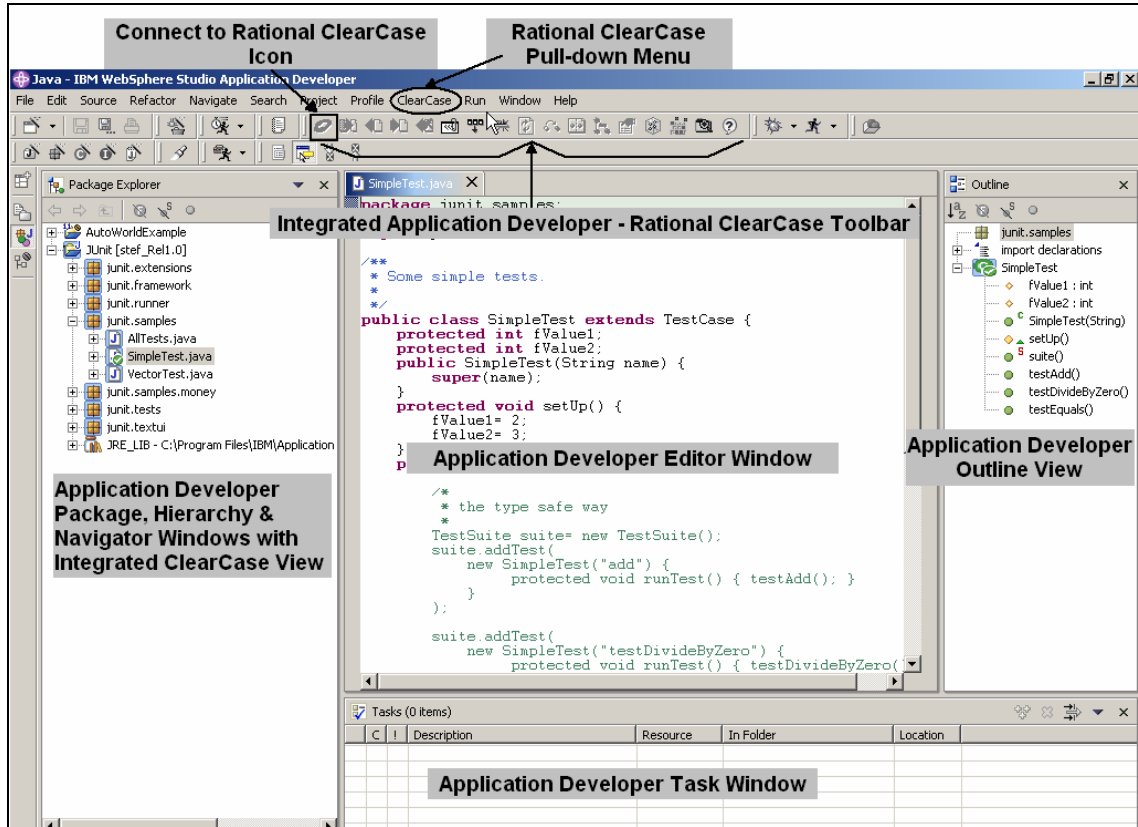 Connect to Rational ClearCase
Icon
Rational ClearCase
Pull-down Menu
Java - IBM WebSphere Studio Application Developer
File Edit Source Refactor Navigate Search Project Profile ClearCase Run Window Help
Package Explorer
SimpleTest.java
Outline
package junit.samples;
Integrated Application Developer - Rational ClearCase Toolbar
AutoWorldExample
JUnit [stef_Rel1.0]
junit.extensions
junit.framework
junit.runner
junit.samples
AllTests.java
SimpleTest.java
VectorTest.java
junit.samples.money
junit.tests
junit.textui
JRE_LIB - C:\Program Files\IBM\Application
Application Developer
Package, Hierarchy &
Navigator Windows with
Integrated ClearCase View
/**
* Some simple tests.
*
*/
public class SimpleTest extends TestCase {
protected int fValue1;
protected int fValue2;
public SimpleTest(String name) {
super(name);
}
protected void setUp() {
fValue1= 2;
fValue2= 3;
}
p
Application Developer Editor Window
/*
* the type safe way
*
TestSuite suite= new TestSuite();
suite.addTest(
new SimpleTest("add") {
protected void runTest() { testAdd(); }
}
);
suite.addTest(
new SimpleTest("testDivideByZero") {
protected void runTest() { testDivideByZero(
junit.samples
import declarations
SimpleTest
fValue1 : int
fValue2 : int
SimpleTest(String)
setUp()
suite()
testAdd()
testDivideByZero()
testEquals()
Application Developer
Outline View
Tasks (0 items)
C ! Description Resource In Folder Location
Application Developer Task Window